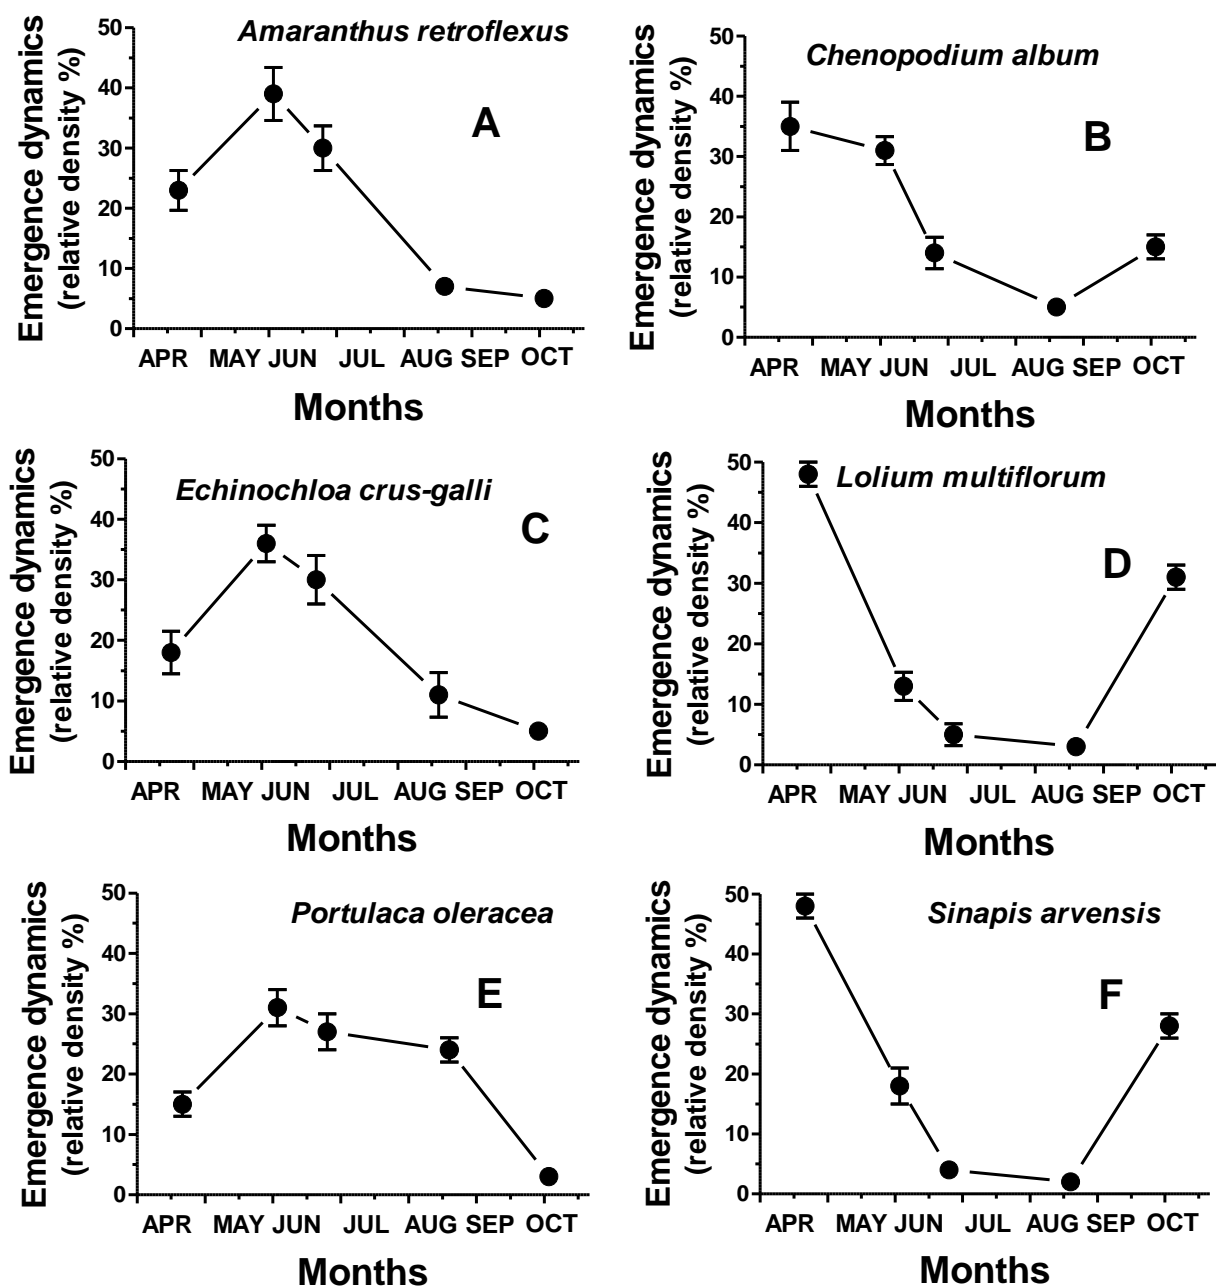 Amaranthus retroflexus
A
Emergence dynamics
(relative density %)
50
40
30
20
10
0
APR MAY JUN JUL AUG SEP OCT
Months
Chenopodium album
B
Emergence dynamics
(relative density %)
50
40
30
20
10
0
APR MAY JUN JUL AUG SEP OCT
Months
Echinochloa crus-galli
C
Emergence dynamics
(relative density %)
50
40
30
20
10
0
APR MAY JUN JUL AUG SEP OCT
Months
Lolium multiflorum
D
Emergence dynamics
(relative density %)
50
40
30
20
10
0
APR MAY JUN JUL AUG SEP OCT
Months
Portulaca oleracea
E
Emergence dynamics
(relative density %)
50
40
30
20
10
0
APR MAY JUN JUL AUG SEP OCT
Months
Sinapis arvensis
F
Emergence dynamics
(relative density %)
50
40
30
20
10
0
APR MAY JUN JUL AUG SEP OCT
Months